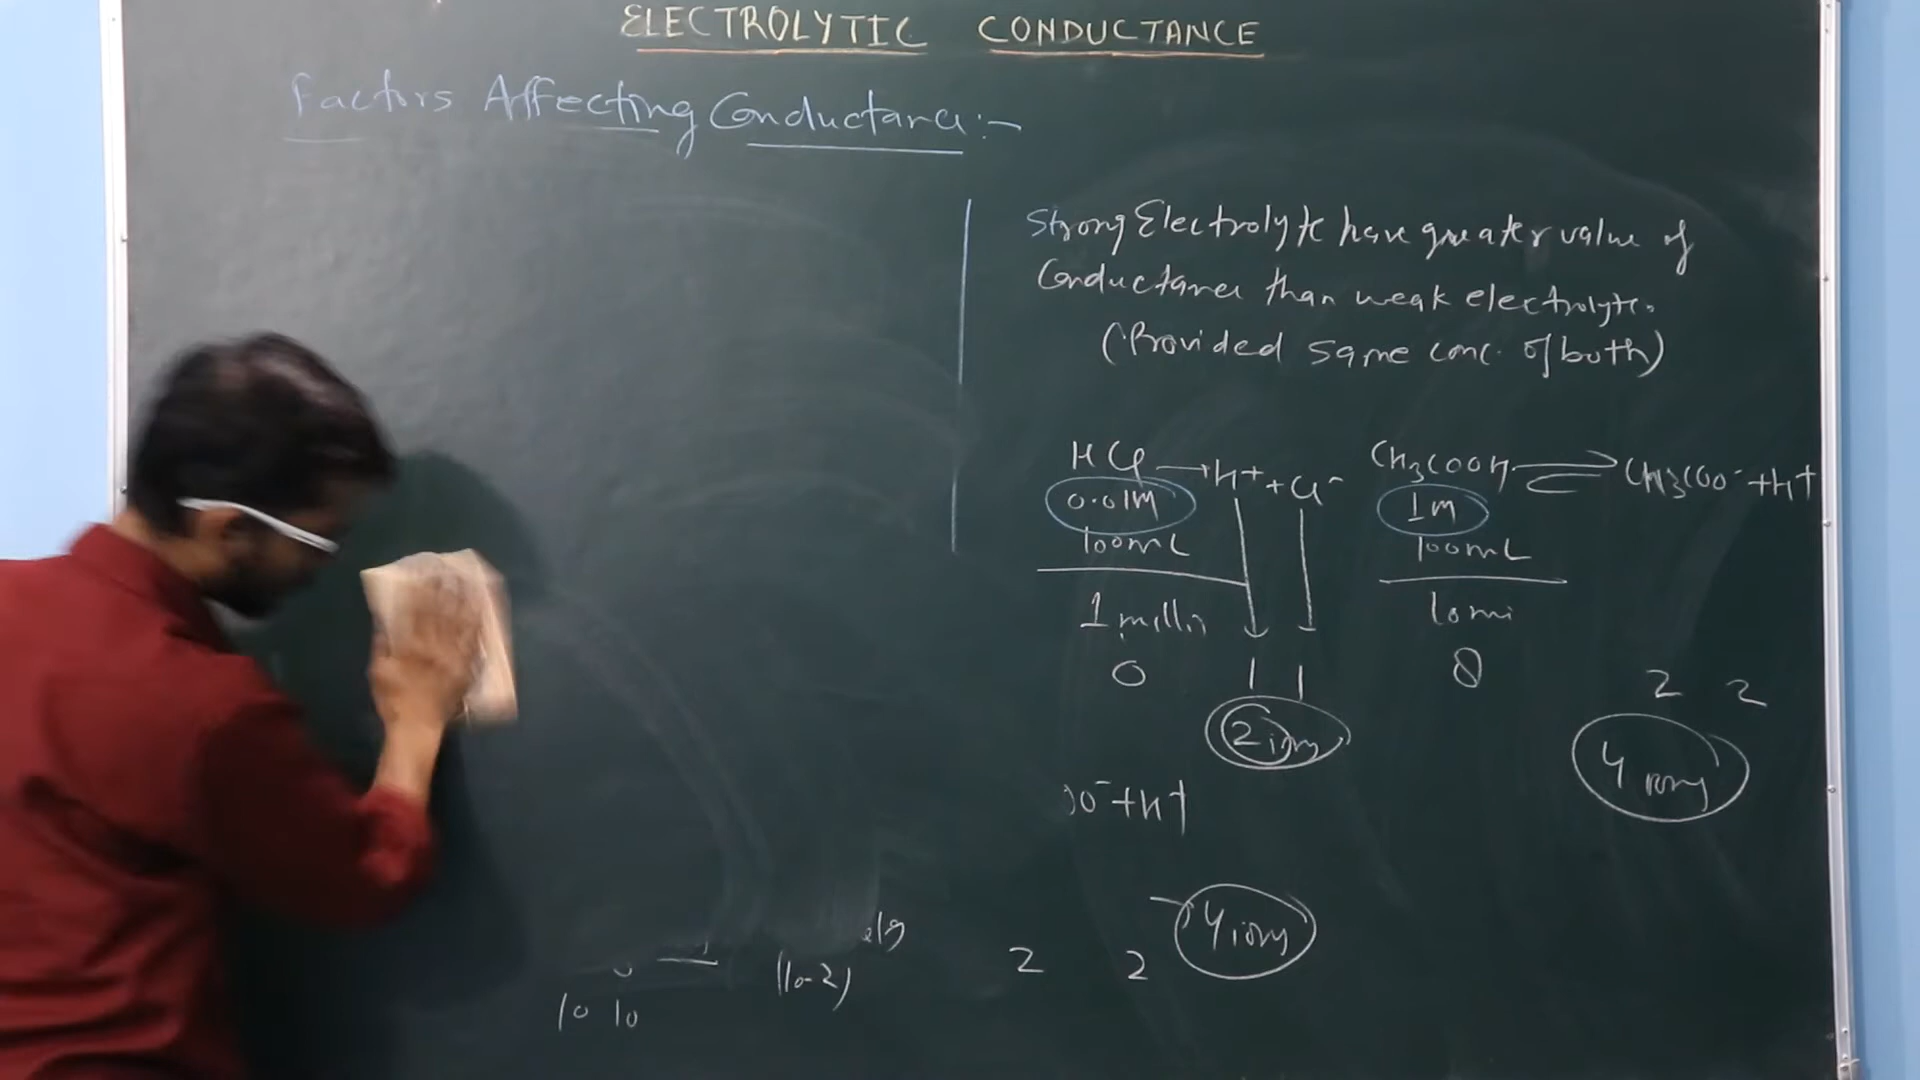 ELECTROLYTIC CONDUCTANCE
Factors Affecting Conductance:-
Strong Electrolyte have greater value of
Conductance than weak electrolyte.
(Provided same conc. of both)
HCl → H+ + Cl- CH3COOH ⇌ CH3COO- + H+
0.01M 1M
100mL 100mL
1 milli 10 mi
0 1 1 8 2 2
2 ions 4 ions
O- + H+
4 ions
(10-2) 2 2
10 10